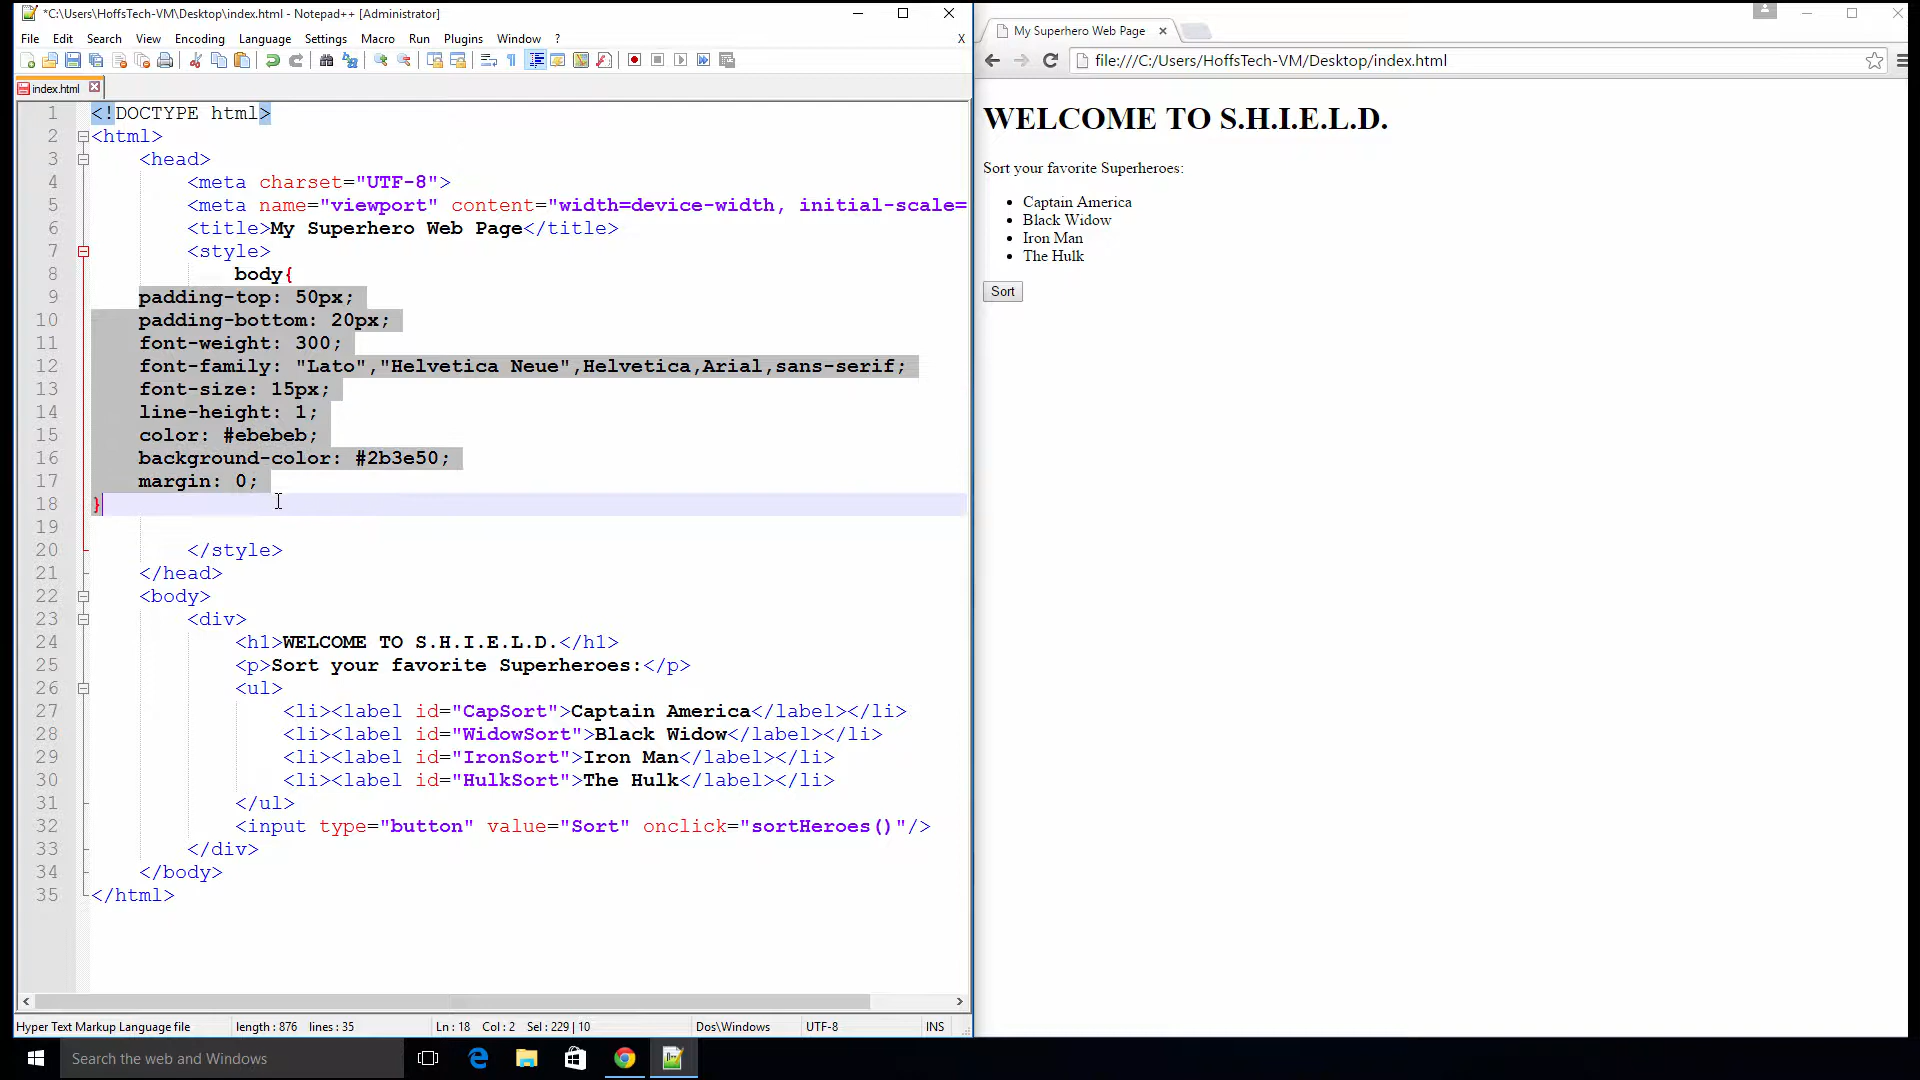 *C:\Users\HoffsTech-VM\Desktop\index.html - Notepad++ [Administrator]
File Edit Search View Encoding Language Settings Macro Run Plugins Window ? X
index.html
1 <!DOCTYPE html>
2 <html>
3 <head>
4 <meta charset="UTF-8">
5 <meta name="viewport" content="width=device-width, initial-scale=
6 <title>My Superhero Web Page</title>
7 <style>
8 body{
9 padding-top: 50px;
10 padding-bottom: 20px;
11 font-weight: 300;
12 font-family: "Lato","Helvetica Neue",Helvetica,Arial,sans-serif;
13 font-size: 15px;
14 line-height: 1;
15 color: #ebebeb;
16 background-color: #2b3e50;
17 margin: 0;
18 }
19
20 </style>
21 </head>
22 <body>
23 <div>
24 <h1>WELCOME TO S.H.I.E.L.D.</h1>
25 <p>Sort your favorite Superheroes:</p>
26 <ul>
27 <li><label id="CapSort">Captain America</label></li>
28 <li><label id="WidowSort">Black Widow</label></li>
29 <li><label id="IronSort">Iron Man</label></li>
30 <li><label id="HulkSort">The Hulk</label></li>
31 </ul>
32 <input type="button" value="Sort" onclick="sortHeroes()"/>
33 </div>
34 </body>
35 </html>
Hyper Text Markup Language file length : 876 lines : 35 Ln : 18 Col : 2 Sel : 229 | 10 Dos\Windows UTF-8 INS
My Superhero Web Page
file:///C:/Users/HoffsTech-VM/Desktop/index.html
WELCOME TO S.H.I.E.L.D.
Sort your favorite Superheroes:
• Captain America
• Black Widow
• Iron Man
• The Hulk
Sort
Search the web and Windows